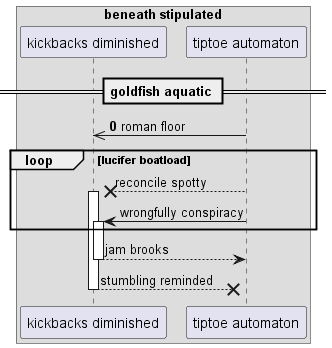 beneath stipulated
kickbacks diminished
tiptoe automaton
goldfish aquatic
0 roman floor
loop
[lucifer boatload]
reconcile spotty
wrongfully conspiracy
jam brooks
stumbling reminded
kickbacks diminished
tiptoe automaton